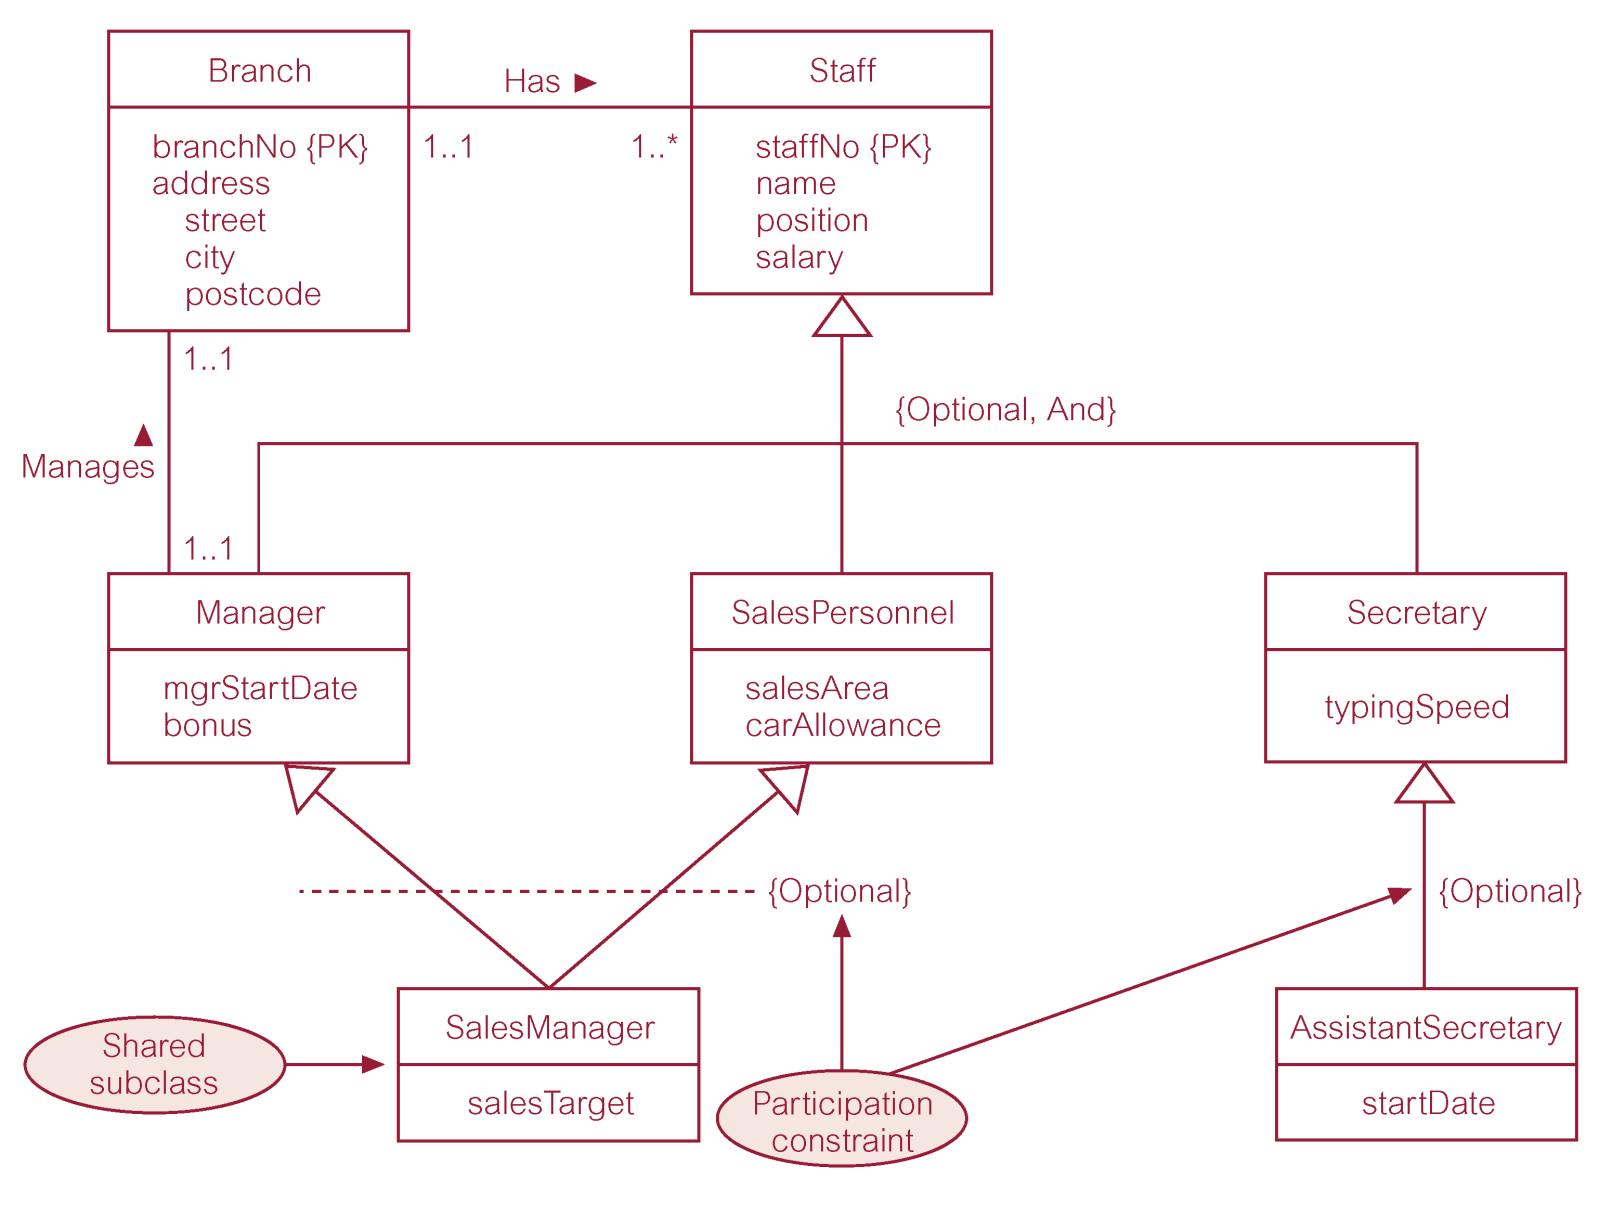 Branch
Has ►
Staff
branchNo {PK}
address
street
city
postcode
1..1
1..*
staffNo {PK}
name
position
salary
1..1
{Optional, And}
Manages
1..1
Manager
mgrStartDate
bonus
SalesPersonnel
salesArea
carAllowance
Secretary
typingSpeed
{Optional}
{Optional}
Shared
subclass
SalesManager
salesTarget
Participation
constraint
AssistantSecretary
startDate